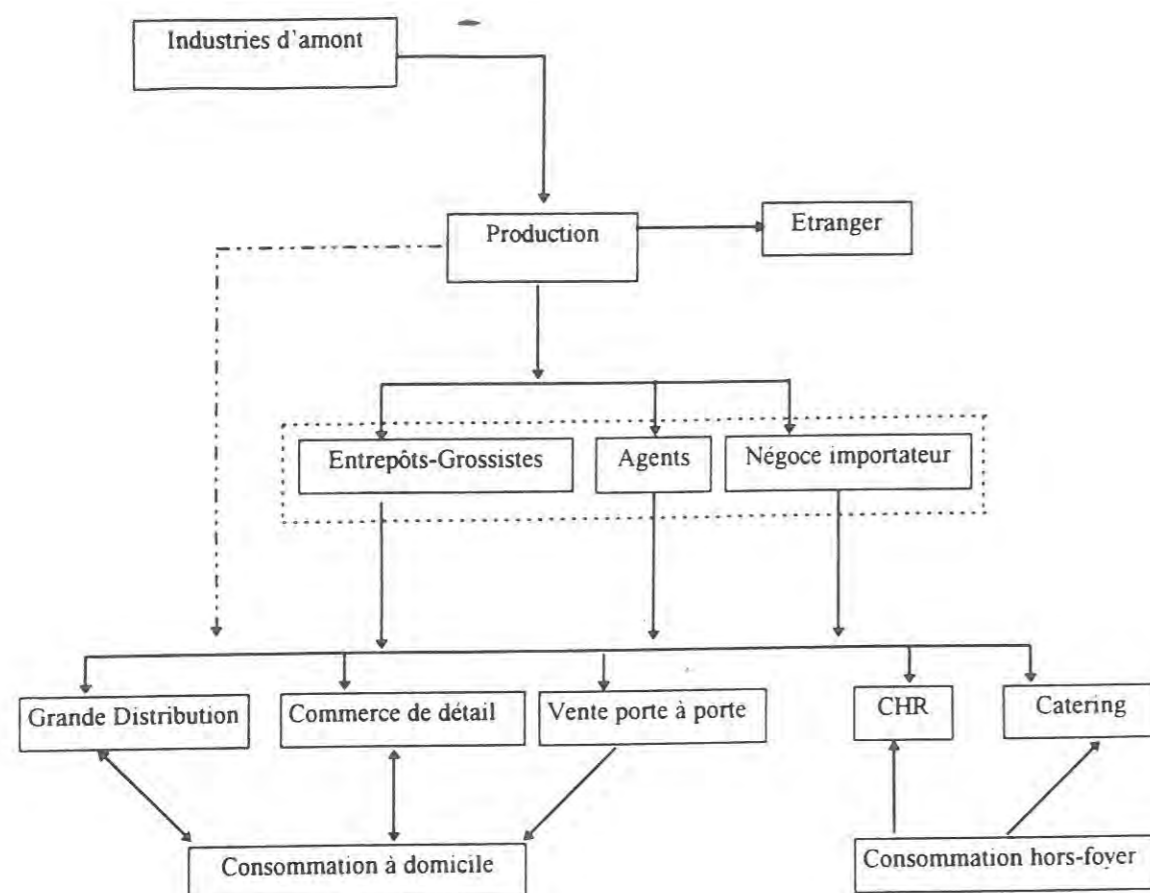 Industries d'amont
Production
Etranger
Entrepôts-Grossistes
Agents
Négoce importateur
Grande Distribution
Commerce de détail
Vente porte à porte
CHR
Catering
Consommation à domicile
Consommation hors-foyer